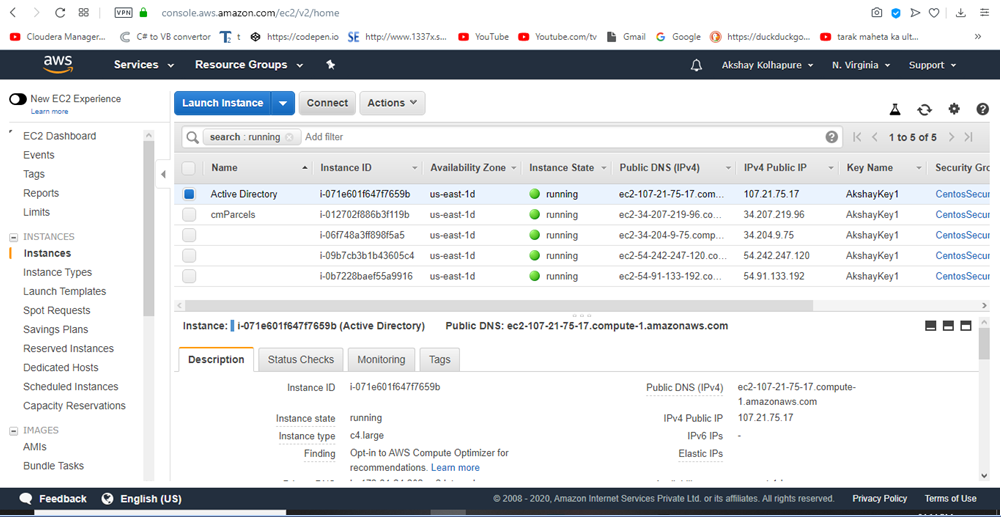 VPN console.aws.amazon.com/ec2/v2/home
Cloudera Manager... C# to VB convertor t https://codepen.io http://www.1337x.s... YouTube Youtube.com/tv Gmail Google https://duckduckgo... tarak maheta ka ult...
aws Services Resource Groups Akshay Kolhapure N. Virginia Support
New EC2 Experience
Learn more
EC2 Dashboard
Events
Tags
Reports
Limits
INSTANCES
Instances
Instance Types
Launch Templates
Spot Requests
Savings Plans
Reserved Instances
Dedicated Hosts
Scheduled Instances
Capacity Reservations
IMAGES
AMIs
Bundle Tasks
Launch Instance Connect Actions
search : running Add filter 1 to 5 of 5
Name Instance ID Availability Zone Instance State Public DNS (IPv4) IPv4 Public IP Key Name Security Gro
Active Directory i-071e601f647f7659b us-east-1d running ec2-107-21-75-17.com... 107.21.75.17 AkshayKey1 CentosSecur
cmParcels i-012702f886b3f119b us-east-1d running ec2-34-207-219-96.co... 34.207.219.96 AkshayKey1 CentosSecur
i-06f748a3ff898f5a5 us-east-1d running ec2-34-204-9-75.comp... 34.204.9.75 AkshayKey1 CentosSecur
i-09b7cb3b1b43605c4 us-east-1d running ec2-54-242-247-120.co... 54.242.247.120 AkshayKey1 CentosSecur
i-0b7228baef55a9916 us-east-1d running ec2-54-91-133-192.co... 54.91.133.192 AkshayKey1 CentosSecur
Instance: i-071e601f647f7659b (Active Directory) Public DNS: ec2-107-21-75-17.compute-1.amazonaws.com
Description Status Checks Monitoring Tags
Instance ID i-071e601f647f7659b Public DNS (IPv4) ec2-107-21-75-17.compute-
1.amazonaws.com
Instance state running IPv4 Public IP 107.21.75.17
Instance type c4.large IPv6 IPs -
Finding Opt-in to AWS Compute Optimizer for Elastic IPs
recommendations. Learn more
Feedback English (US) © 2008 - 2020, Amazon Internet Services Private Ltd. or its affiliates. All rights reserved. Privacy Policy Terms of Use